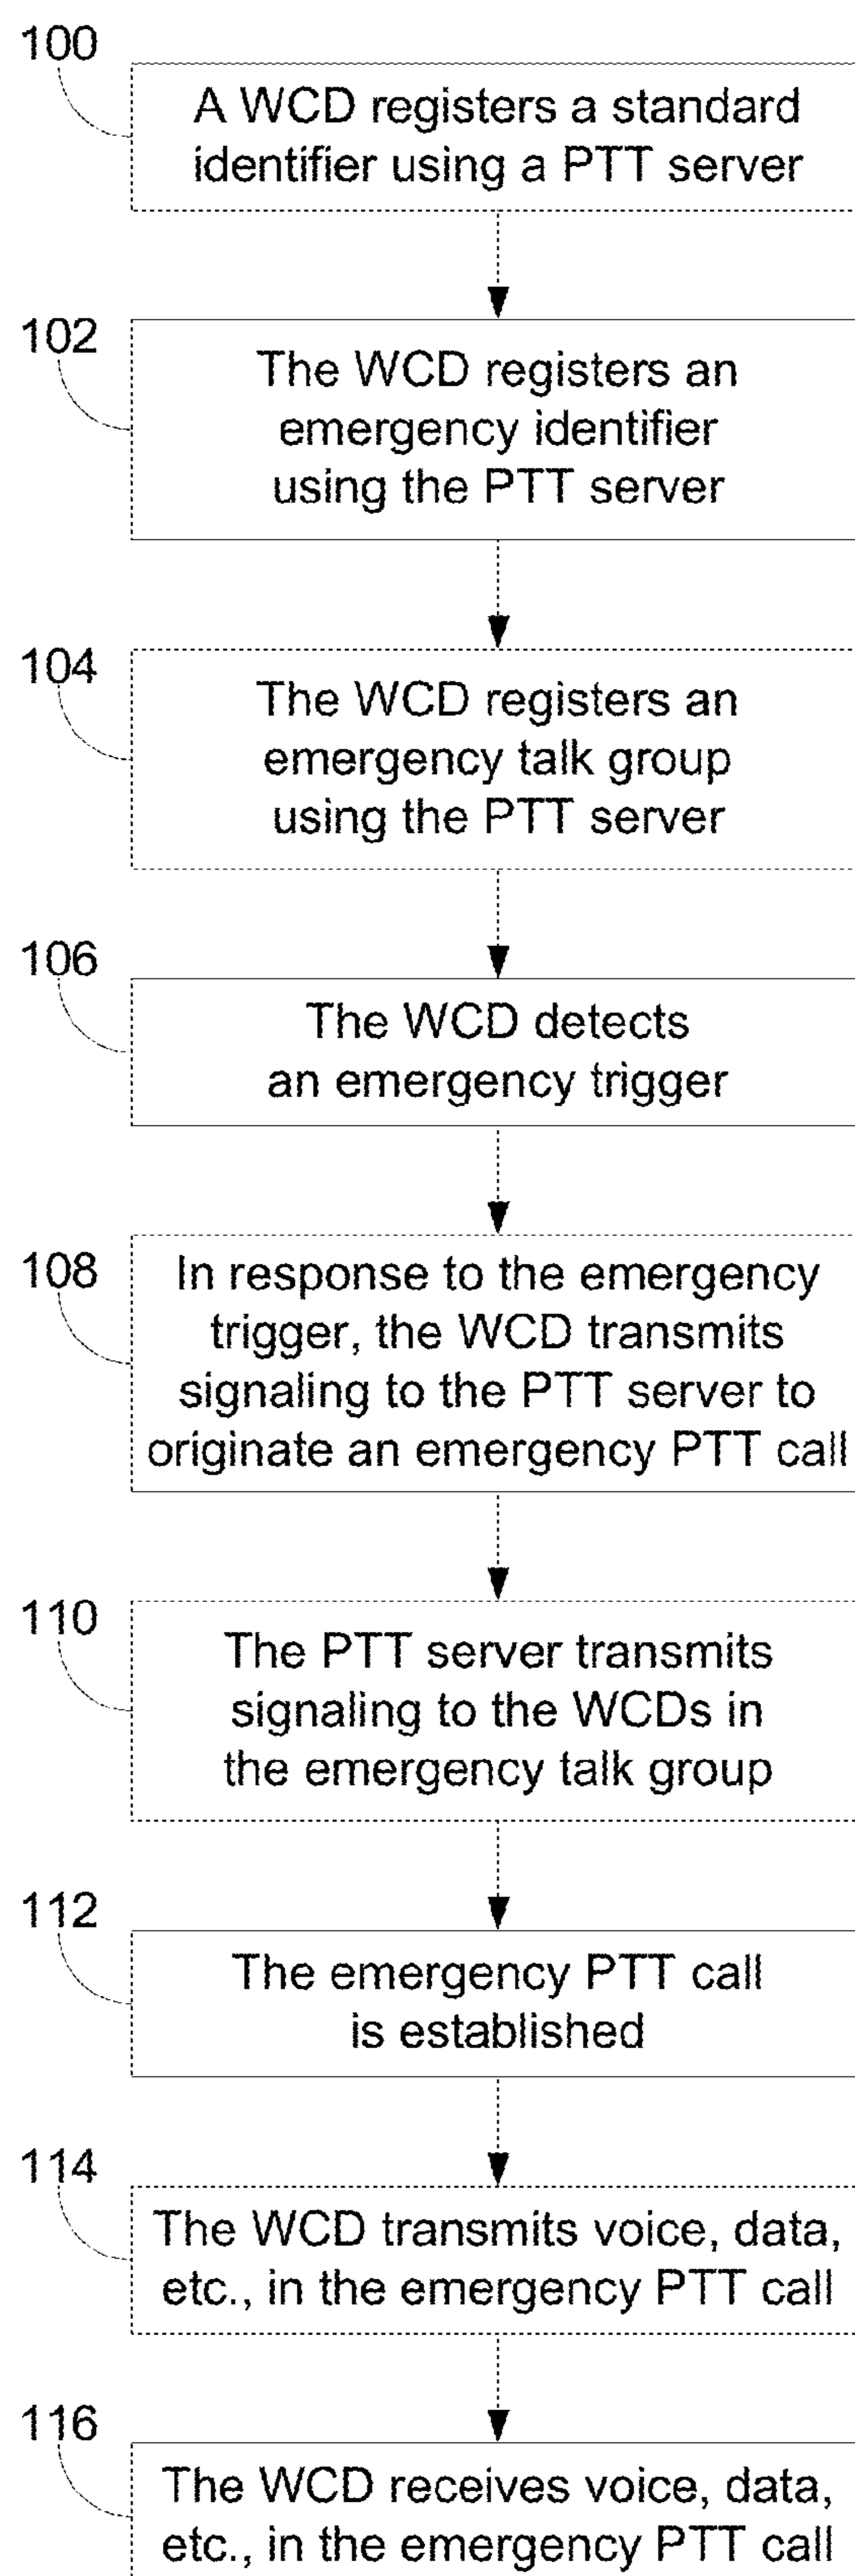 100
A WCD registers a standard
identifier using a PTT server
102
The WCD registers an
emergency identifier
using the PTT server
104
The WCD registers an
emergency talk group
using the PTT server
106
The WCD detects
an emergency trigger
108
In response to the emergency
trigger, the WCD transmits
signaling to the PTT server to
originate an emergency PTT call
110
The PTT server transmits
signaling to the WCDs in
the emergency talk group
112
The emergency PTT call
is established
114
The WCD transmits voice, data,
etc., in the emergency PTT call
116
The WCD receives voice, data,
etc., in the emergency PTT call